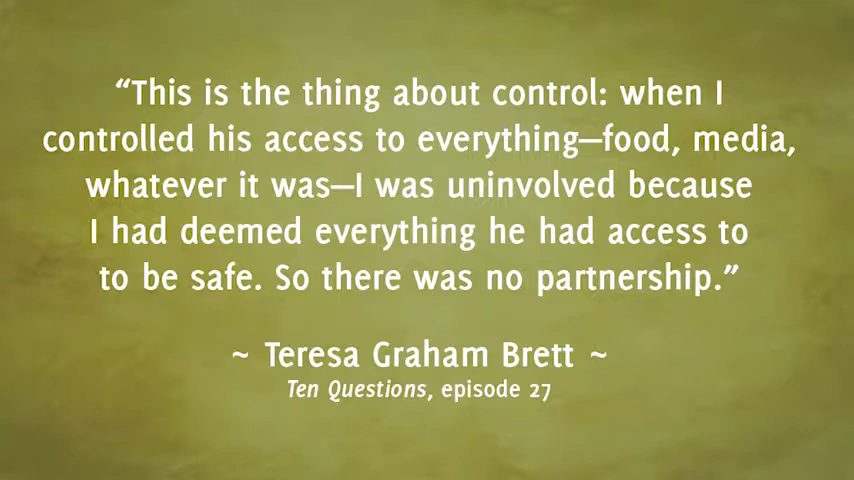 “This is the thing about control: when I
controlled his access to everything—food, media,
whatever it was—I was uninvolved because
I had deemed everything he had access to
to be safe. So there was no partnership.”
~ Teresa Graham Brett ~
Ten Questions, episode 27